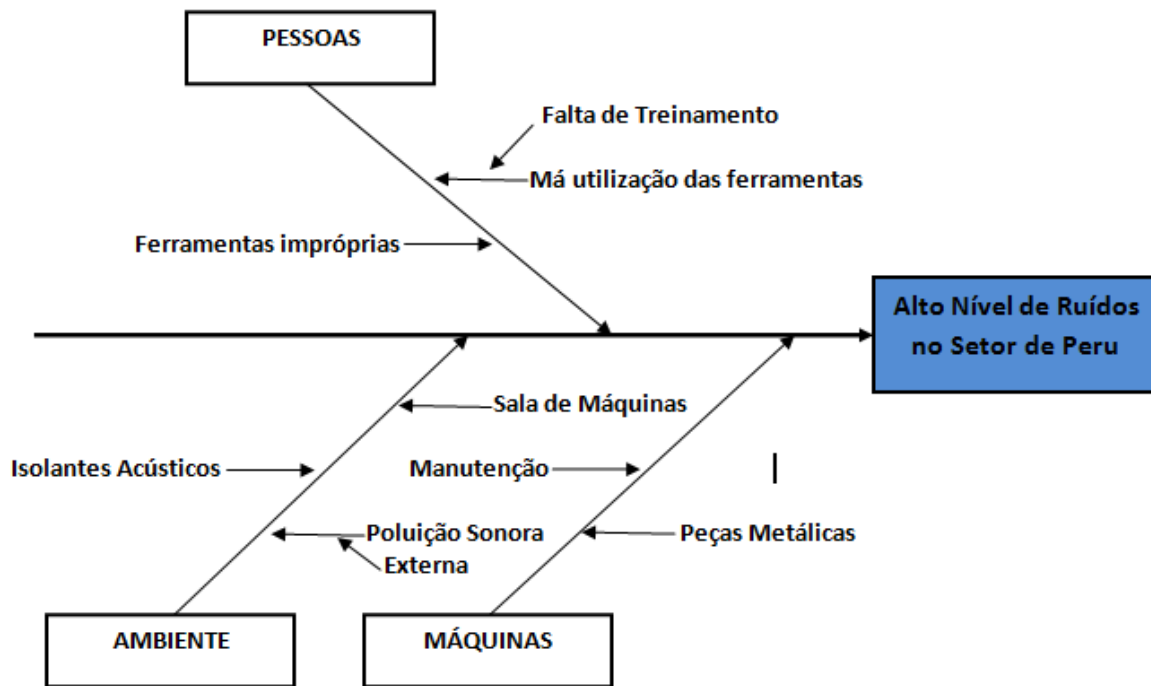 PESSOAS
Falta de Treinamento
Má utilização das ferramentas
Ferramentas impróprias
Alto Nível de Ruídos
no Setor de Peru
Sala de Máquinas
Isolantes Acústicos
Manutenção
Poluição Sonora
Externa
Peças Metálicas
AMBIENTE
MÁQUINAS